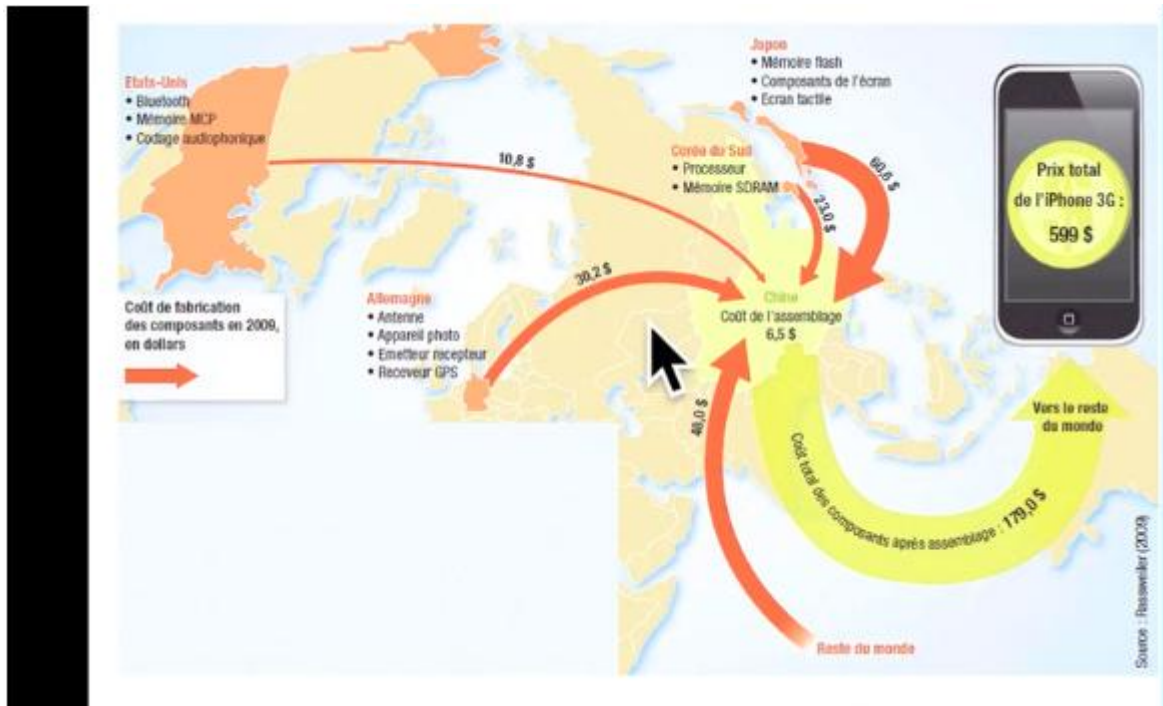 Etats-Unis
• Bluetooth
• Mémoire MCP
• Codage audiophonique
10,8 $
Japon
• Mémoire flash
• Composants de l'écran
• Ecran tactile
Corée du Sud
• Processeur
• Mémoire SDRAM
60,6 $
23,0 $
Prix total
de l'iPhone 3G :
599 $
Coût de fabrication
des composants en 2009,
en dollars
Allemagne
• Antenne
• Appareil photo
• Emetteur recepteur
• Receveur GPS
30,2 $
Chine
Coût de l'assemblage
6,5 $
48,0 $
Vers le reste
du monde
Coût total des composants après assemblage : 179,0 $
Reste du monde
Source : Rassweiler (2009)